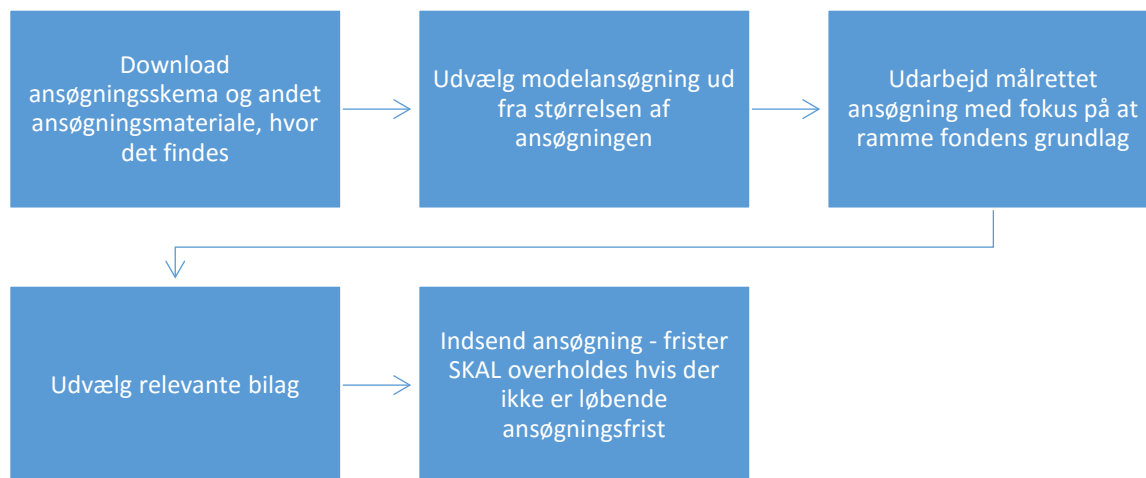 Download
ansøgningsskema og andet
ansøgningsmateriale, hvor
det findes
Udvælg modelansøgning ud
fra størrelsen af
ansøgningen
Udarbejd målrettet
ansøgning med fokus på at
ramme fondens grundlag
Udvælg relevante bilag
Indsend ansøgning - frister
SKAL overholdes hvis der
ikke er løbende
ansøgningsfrist